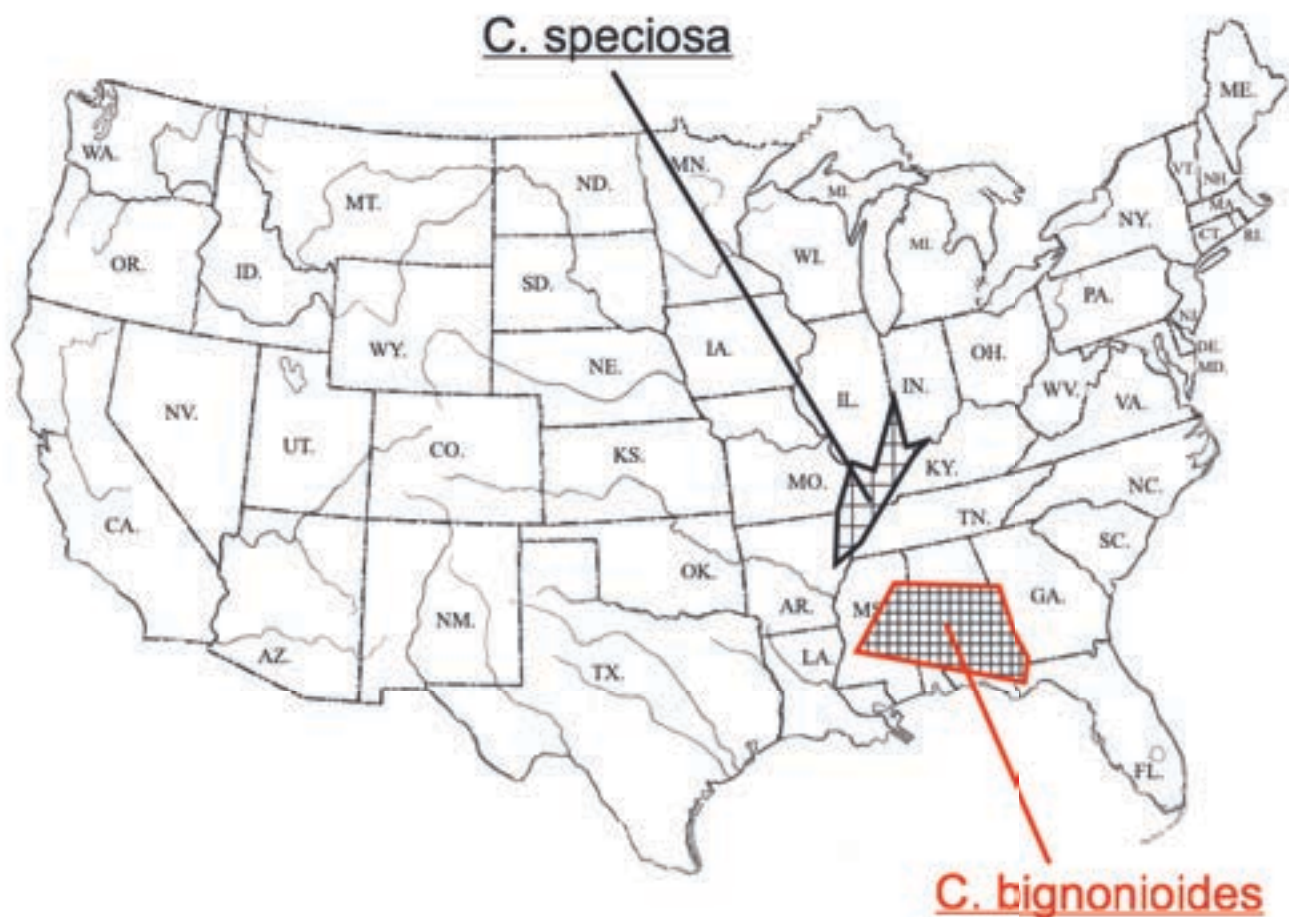 C. speciosa
ME.
WA.
MT.
ND.
MN.
VT.
NH.
MI.
MA.
NY.
CT.
RI.
OR.
ID.
SD.
WI.
MI.
PA.
NJ.
WY.
IA.
OH.
DE.
MD.
NE.
IL.
IN.
WV.
VA.
NV.
UT.
CO.
KS.
MO.
KY.
NC.
CA.
TN.
SC.
OK.
AR.
GA.
NM.
AZ.
TX.
LA.
FL.
C. bignonioides